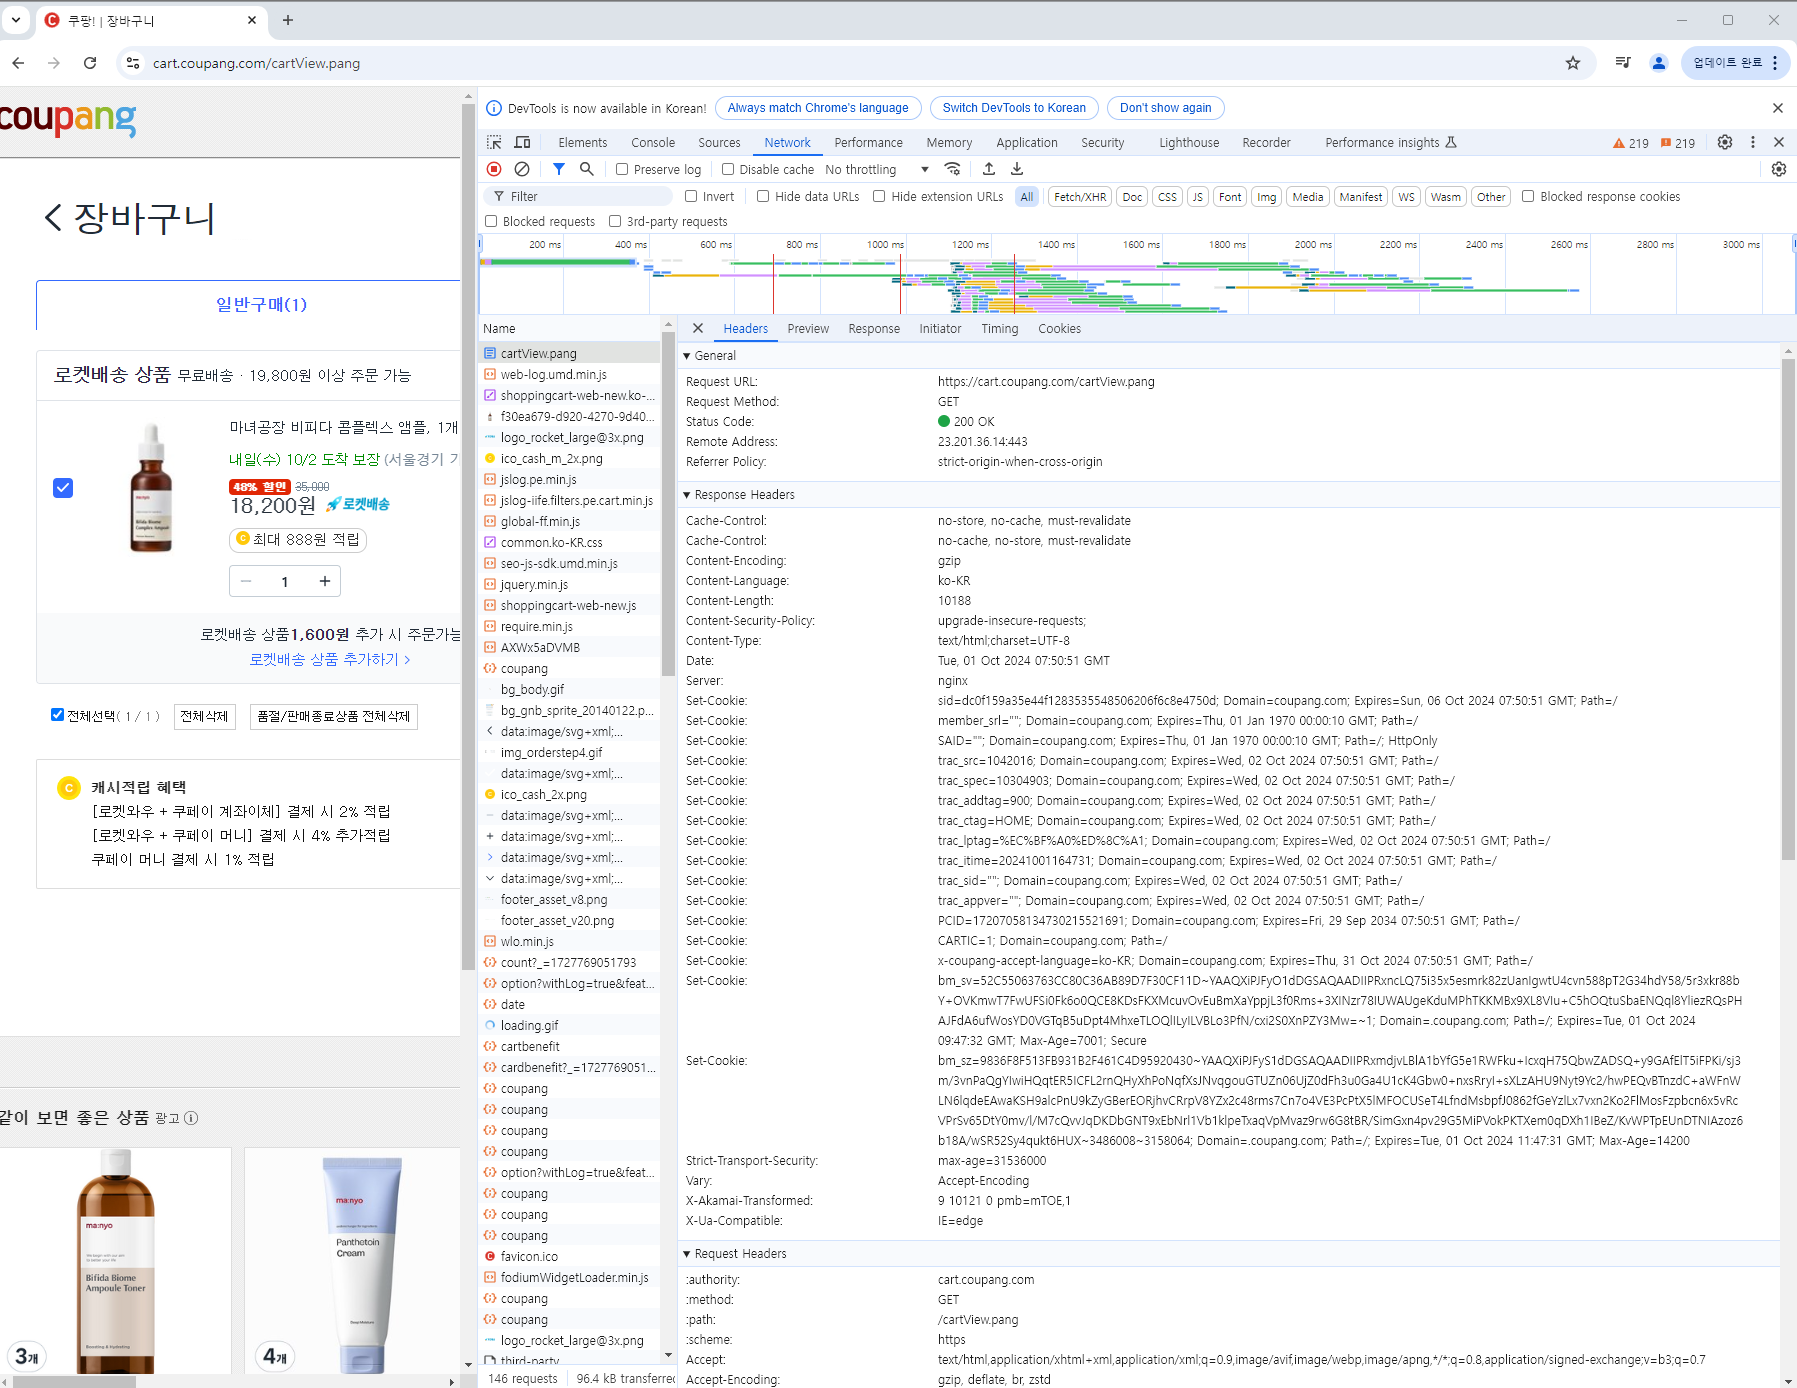 쿠팡! | 장바구니
cart.coupang.com/cartView.pang
업데이트 완료
coupang
장바구니
일반구매(1)
로켓배송 상품 무료배송 · 19,800원 이상 주문 가능
마녀공장 비피다 콤플렉스 앰플, 1개
내일(수) 10/2 도착 보장 (서울경기 기
48% 할인 35,000
18,200원 로켓배송
최대 888원 적립
1
로켓배송 상품1,600원 추가 시 주문가능
로켓배송 상품 추가하기 >
전체선택( 1 / 1 ) 전체삭제 품절/판매종료상품 전체삭제
캐시적립 혜택
[로켓와우 + 쿠페이 계좌이체] 결제 시 2% 적립
[로켓와우 + 쿠페이 머니] 결제 시 4% 추가적립
쿠페이 머니 결제 시 1% 적립
같이 보면 좋은 상품 광고
ma:nyo
Bifida Biome
Ampoule Toner
3개
ma:nyo
Panthetoin
Cream
4개
DevTools is now available in Korean! Always match Chrome's language Switch DevTools to Korean Don't show again
Elements Console Sources Network Performance Memory Application Security Lighthouse Recorder Performance insights 219 219
Preserve log Disable cache No throttling
Filter Invert Hide data URLs Hide extension URLs All Fetch/XHR Doc CSS JS Font Img Media Manifest WS Wasm Other Blocked response cookies
Blocked requests 3rd-party requests
200 ms 400 ms 600 ms 800 ms 1000 ms 1200 ms 1400 ms 1600 ms 1800 ms 2000 ms 2200 ms 2400 ms 2600 ms 2800 ms 3000 ms
Name
cartView.pang
web-log.umd.min.js
shoppingcart-web-new.ko-...
f30ea679-d920-4270-9d40...
logo_rocket_large@3x.png
ico_cash_m_2x.png
jslog.pe.min.js
jslog-iife.filters.pe.cart.min.js
global-ff.min.js
common.ko-KR.css
seo-js-sdk.umd.min.js
jquery.min.js
shoppingcart-web-new.js
require.min.js
AXWx5aDVMB
coupang
bg_body.gif
bg_gnb_sprite_20140122.p...
data:image/svg+xml;...
img_orderstep4.gif
data:image/svg+xml;...
ico_cash_2x.png
data:image/svg+xml;...
data:image/svg+xml;...
data:image/svg+xml;...
data:image/svg+xml;...
footer_asset_v8.png
footer_asset_v20.png
wlo.min.js
count?_=1727769051793
option?withLog=true&feat...
date
loading.gif
cartbenefit
cardbenefit?_=1727769051...
coupang
coupang
coupang
coupang
option?withLog=true&feat...
coupang
coupang
coupang
favicon.ico
fodiumWidgetLoader.min.js
coupang
coupang
logo_rocket_large@3x.png
third-party
146 requests 96.4 kB transferred
Headers Preview Response Initiator Timing Cookies
General
Request URL: https://cart.coupang.com/cartView.pang
Request Method: GET
Status Code: 200 OK
Remote Address: 23.201.36.14:443
Referrer Policy: strict-origin-when-cross-origin
Response Headers
Cache-Control: no-store, no-cache, must-revalidate
Cache-Control: no-cache, no-store, must-revalidate
Content-Encoding: gzip
Content-Language: ko-KR
Content-Length: 10188
Content-Security-Policy: upgrade-insecure-requests;
Content-Type: text/html;charset=UTF-8
Date: Tue, 01 Oct 2024 07:50:51 GMT
Server: nginx
Set-Cookie: sid=dc0f159a35e44f1283535548506206f6c8e4750d; Domain=coupang.com; Expires=Sun, 06 Oct 2024 07:50:51 GMT; Path=/
Set-Cookie: member_srl=""; Domain=coupang.com; Expires=Thu, 01 Jan 1970 00:00:10 GMT; Path=/
Set-Cookie: SAID=""; Domain=coupang.com; Expires=Thu, 01 Jan 1970 00:00:10 GMT; Path=/; HttpOnly
Set-Cookie: trac_src=1042016; Domain=coupang.com; Expires=Wed, 02 Oct 2024 07:50:51 GMT; Path=/
Set-Cookie: trac_spec=10304903; Domain=coupang.com; Expires=Wed, 02 Oct 2024 07:50:51 GMT; Path=/
Set-Cookie: trac_addtag=900; Domain=coupang.com; Expires=Wed, 02 Oct 2024 07:50:51 GMT; Path=/
Set-Cookie: trac_ctag=HOME; Domain=coupang.com; Expires=Wed, 02 Oct 2024 07:50:51 GMT; Path=/
Set-Cookie: trac_lptag=%EC%BF%A0%ED%8C%A1; Domain=coupang.com; Expires=Wed, 02 Oct 2024 07:50:51 GMT; Path=/
Set-Cookie: trac_itime=20241001164731; Domain=coupang.com; Expires=Wed, 02 Oct 2024 07:50:51 GMT; Path=/
Set-Cookie: trac_sid=""; Domain=coupang.com; Expires=Wed, 02 Oct 2024 07:50:51 GMT; Path=/
Set-Cookie: trac_appver=""; Domain=coupang.com; Expires=Wed, 02 Oct 2024 07:50:51 GMT; Path=/
Set-Cookie: PCID=17207058134730215521691; Domain=coupang.com; Expires=Fri, 29 Sep 2034 07:50:51 GMT; Path=/
Set-Cookie: CARTIC=1; Domain=coupang.com; Path=/
Set-Cookie: x-coupang-accept-language=ko-KR; Domain=coupang.com; Expires=Thu, 31 Oct 2024 07:50:51 GMT; Path=/
Set-Cookie:
09:47:32 GMT; Max-Age=7001; Secure
Set-Cookie:
Domain=.coupang.com; Path=/; Expires=Tue, 01 Oct 2024 11:47:31 GMT; Max-Age=14200
Strict-Transport-Security: max-age=31536000
Vary: Accept-Encoding
X-Akamai-Transformed: 9 10121 0 pmb=mTOE,1
X-Ua-Compatible: IE=edge
Request Headers
:authority: cart.coupang.com
:method: GET
:path: /cartView.pang
:scheme: https
Accept: text/html,application/xhtml+xml,application/xml;q=0.9,image/avif,image/webp,image/apng,*/*;q=0.8,application/signed-exchange;v=b3;q=0.7
Accept-Encoding: gzip, deflate, br, zstd